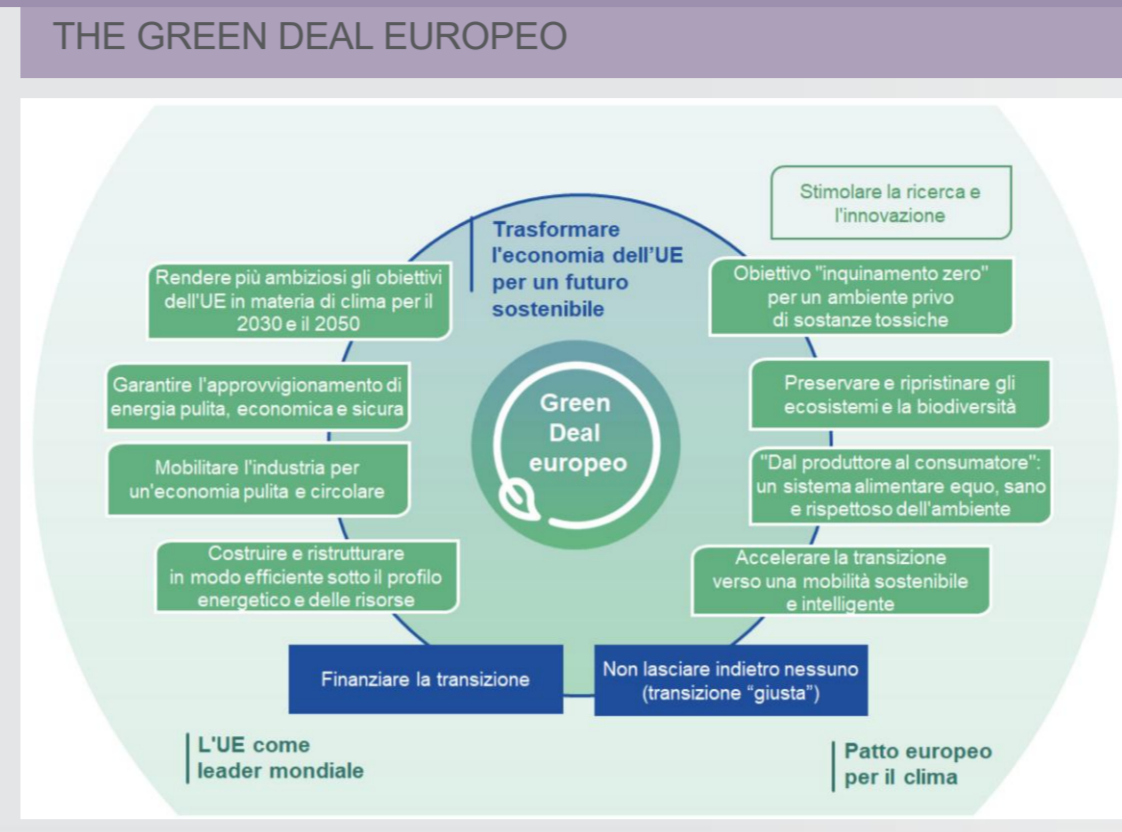 THE GREEN DEAL EUROPEO
Stimolare la ricerca e
l'innovazione
Trasformare
l'economia dell'UE
per un futuro
sostenibile
Rendere più ambiziosi gli obiettivi
dell'UE in materia di clima per il
2030 e il 2050
Obiettivo "inquinamento zero"
per un ambiente privo
di sostanze tossiche
Garantire l'approvvigionamento di
energia pulita, economica e sicura
Preservare e ripristinare gli
ecosistemi e la biodiversità
Green
Deal
europeo
Mobilitare l'industria per
un'economia pulita e circolare
"Dal produttore al consumatore":
un sistema alimentare equo, sano
e rispettoso dell'ambiente
Costruire e ristrutturare
in modo efficiente sotto il profilo
energetico e delle risorse
Accelerare la transizione
verso una mobilità sostenibile
e intelligente
Finanziare la transizione
Non lasciare indietro nessuno
(transizione “giusta”)
L'UE come
leader mondiale
Patto europeo
per il clima